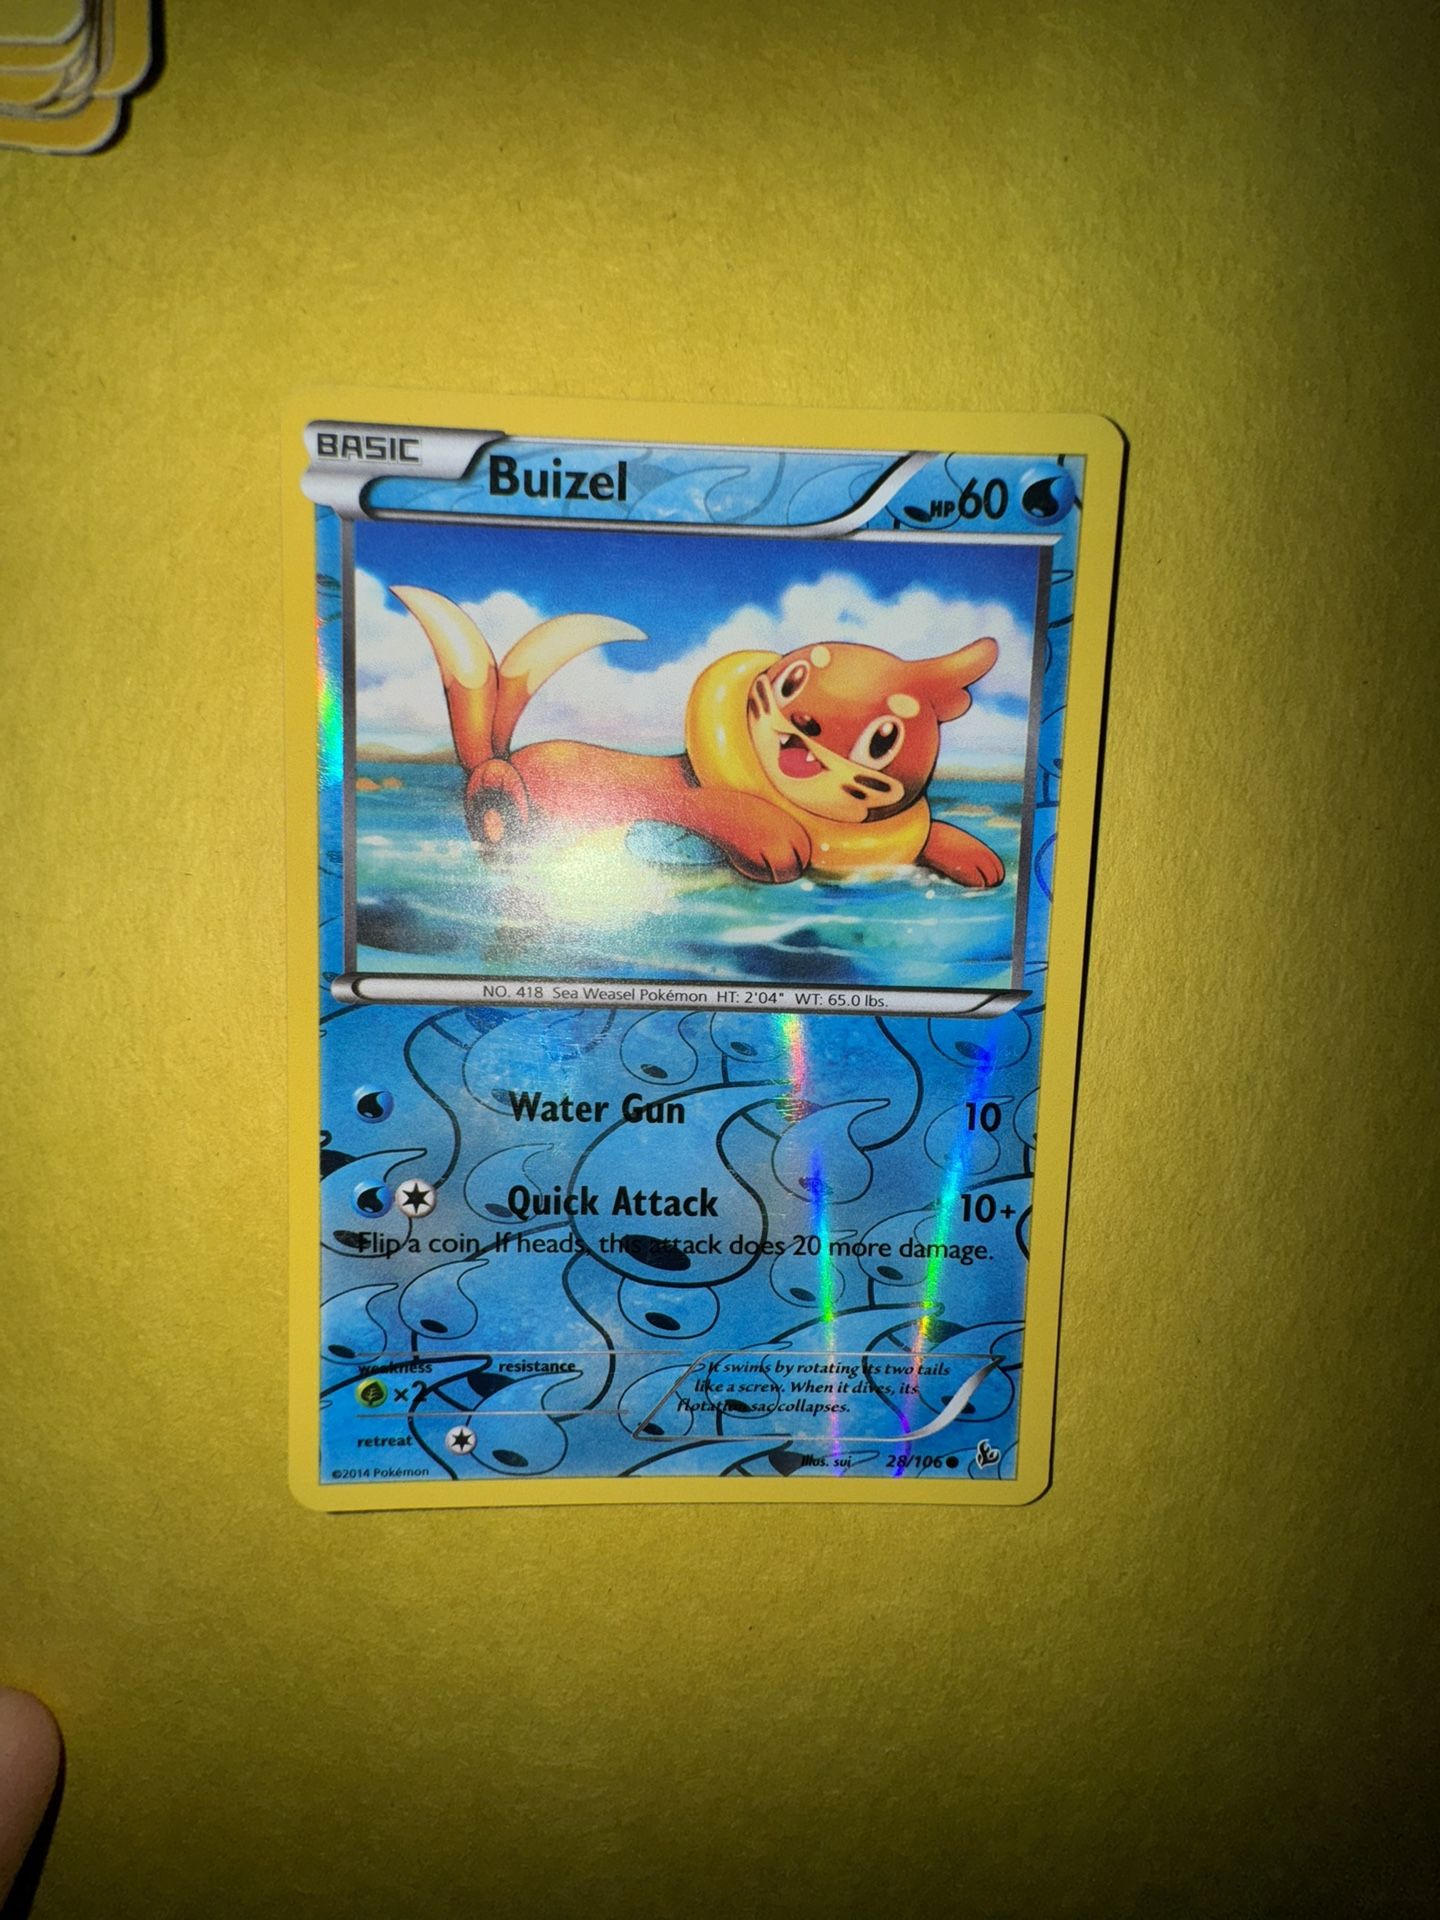 BASIC
Buizel
HP60
NO. 418 Sea Weasel Pokémon HT: 2'04" WT: 65.0 lbs.
Water Gun 10
Quick Attack 10+
Flip a coin. If heads, this attack does 20 more damage.
weakness resistance
×2
It swims by rotating its two tails
like a screw. When it dives, its
flotation sac collapses.
retreat
©2014 Pokémon
Illus. sui 28/106